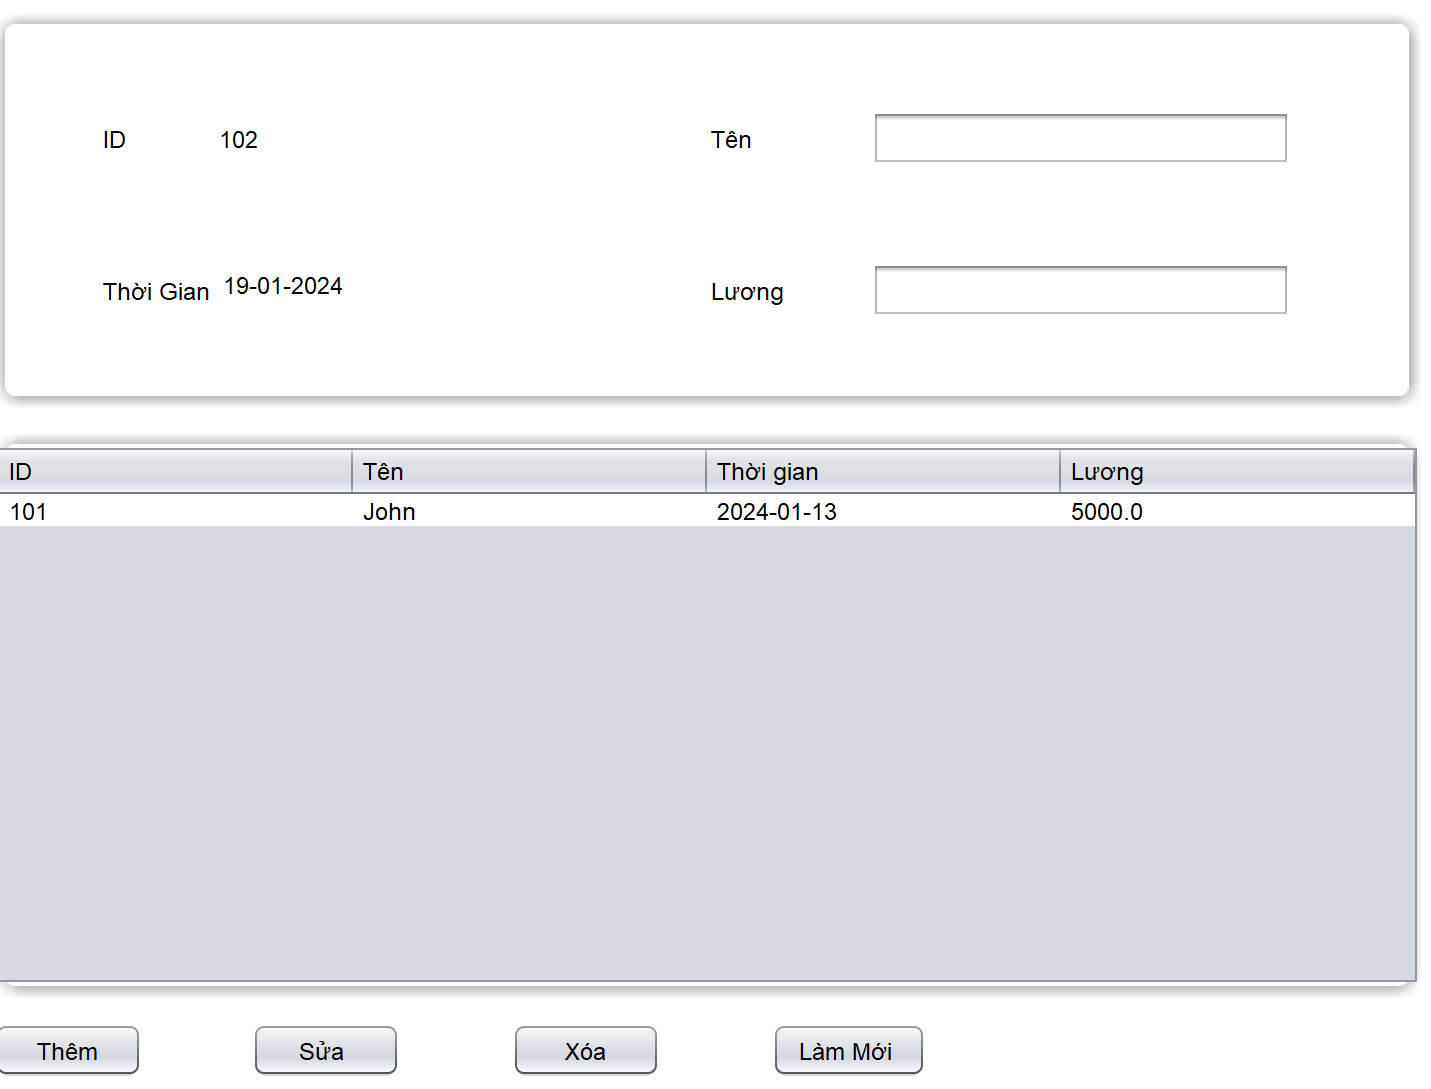 ID 102 Tên
Thời Gian 19-01-2024 Lương
ID Tên Thời gian Lương
101 John 2024-01-13 5000.0
Thêm Sửa Xóa Làm Mới